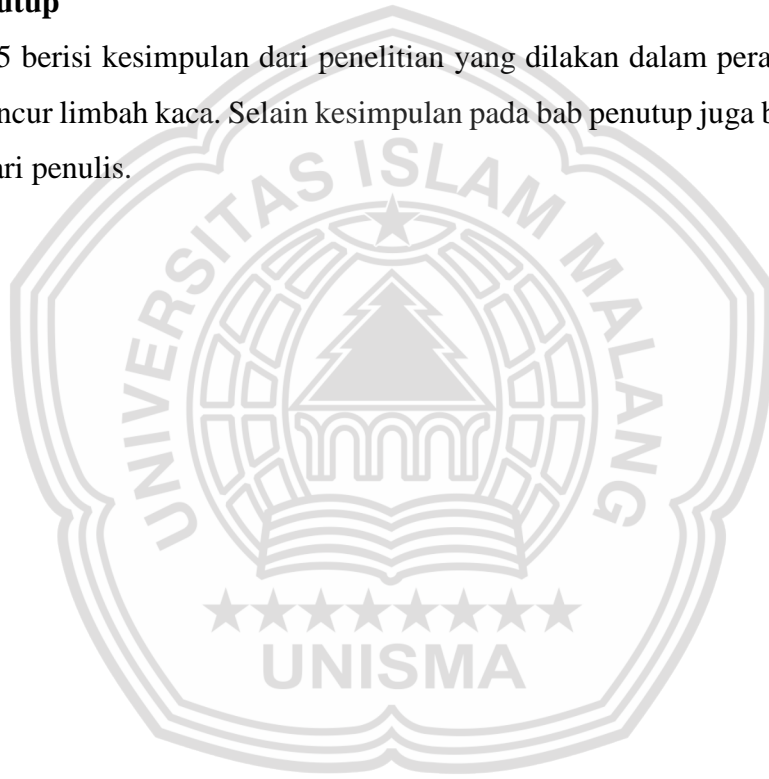 utup
5 berisi kesimpulan dari penelitian yang dilakan dalam pera
ncur limbah kaca. Selain kesimpulan pada bab penutup juga b
ari penulis.
UNIVERSITAS ISLAM MALANG
UNISMA